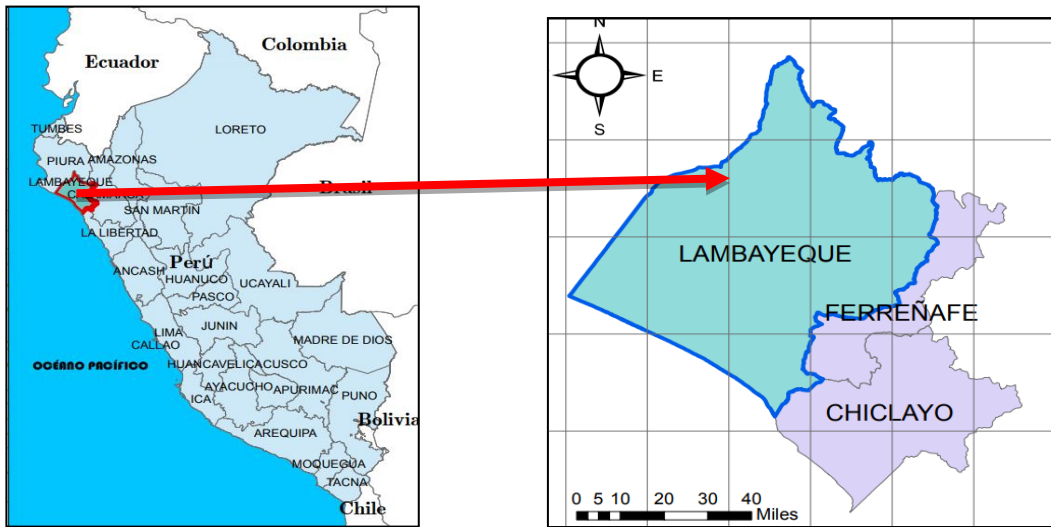 Colombia
Ecuador
LORETO
TUMBES
PIURA
AMAZONAS
LAMBAYEQUE
Brasil
SAN MARTIN
LA LIBERTAD
ANCASH
Perú
HUANUCO
UCAYALI
PASCO
LIMA
JUNIN
CALLAO
MADRE DE DIOS
OCÉANO PACÍFICO
HUANCAVELICA
CUSCO
AYACUCHO
APURIMAC
ICA
PUNO
Bolivia
AREQUIPA
MOQUEGUA
TACNA
Chile
N
E
S
LAMBAYEQUE
FERREÑAFE
CHICLAYO
0 5 10 20 30 40
Miles